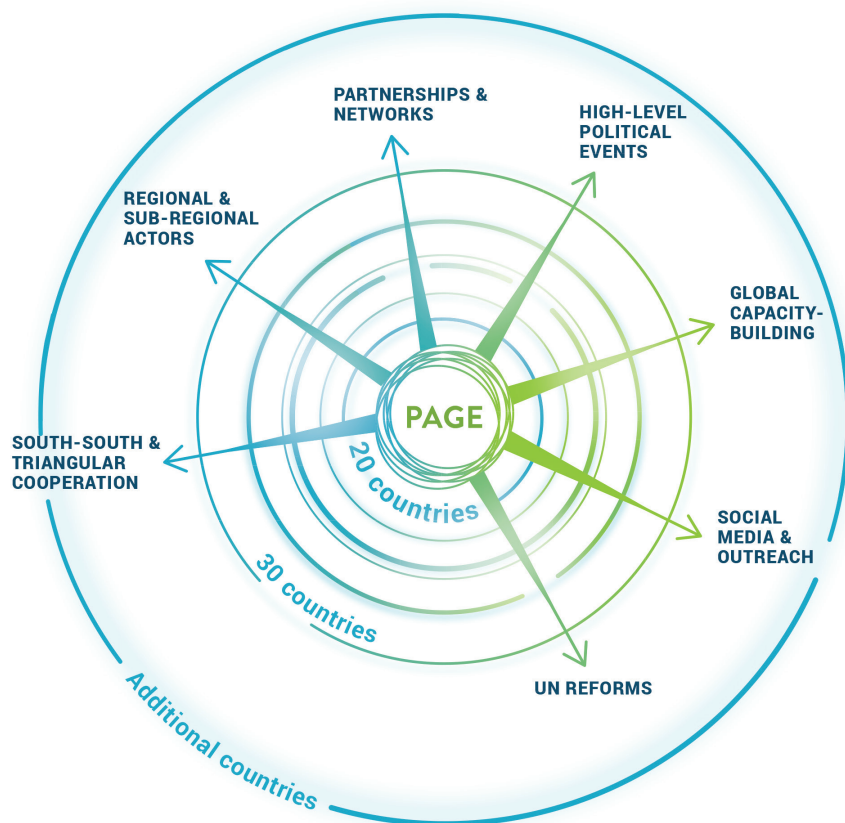 PARTNERSHIPS &
NETWORKS
HIGH-LEVEL
POLITICAL
EVENTS
REGIONAL &
SUB-REGIONAL
ACTORS
GLOBAL
CAPACITY-
BUILDING
PAGE
SOUTH-SOUTH &
TRIANGULAR
COOPERATION
20 countries
SOCIAL
MEDIA &
OUTREACH
30 countries
UN REFORMS
Additional countries